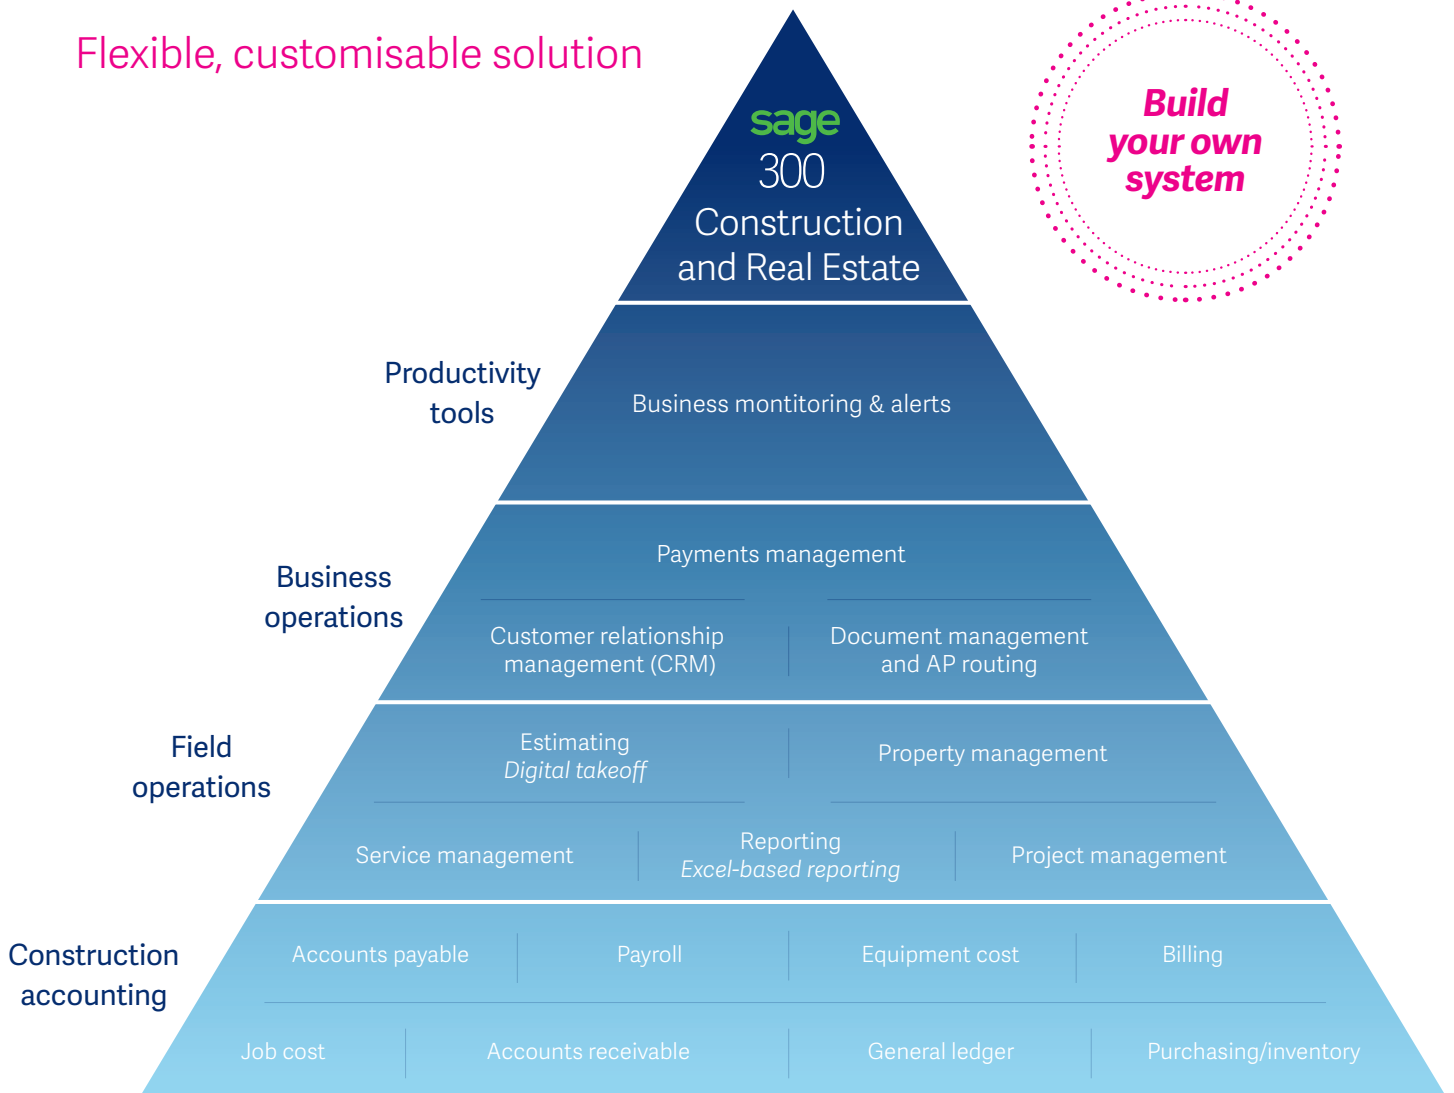 Flexible, customisable solution
Build
your own
system
sage
300
Construction
and Real Estate
Productivity
tools
Business montitoring & alerts
Business
operations
Payments management
Customer relationship
management (CRM)
Document management
and AP routing
Field
operations
Estimating
Digital takeoff
Property management
Service management
Reporting
Excel-based reporting
Project management
Construction
accounting
Accounts payable
Payroll
Equipment cost
Billing
Job cost
Accounts receivable
General ledger
Purchasing/inventory